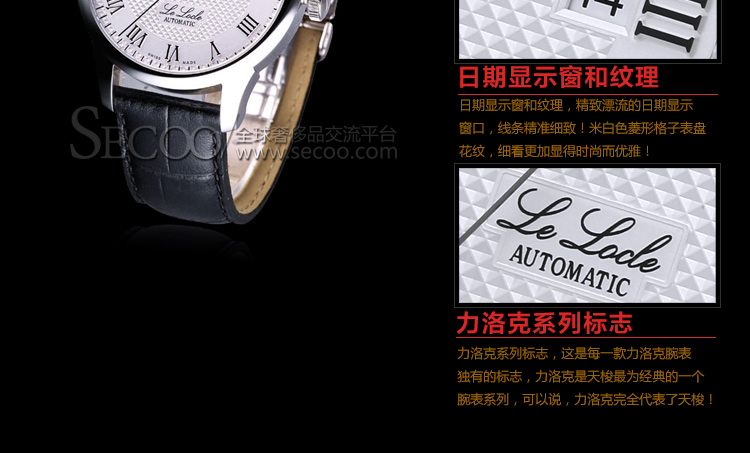 Le Locle
AUTOMATIC
SWISS MADE
VIII
VII
VI
V
IIII
III
SECOO 全球奢侈品交流平台
www.secoo.com
日期显示窗和纹理
日期显示窗和纹理，精致漂流的日期显示
窗口，线条精准细致！米白色菱形格子表盘
花纹，细看更加显得时尚而优雅！
Le Locle
AUTOMATIC
力洛克系列标志
力洛克系列标志，这是每一款力洛克腕表
独有的标志，力洛克是天梭最为经典的一个
腕表系列，可以说，力洛克完全代表了天梭！